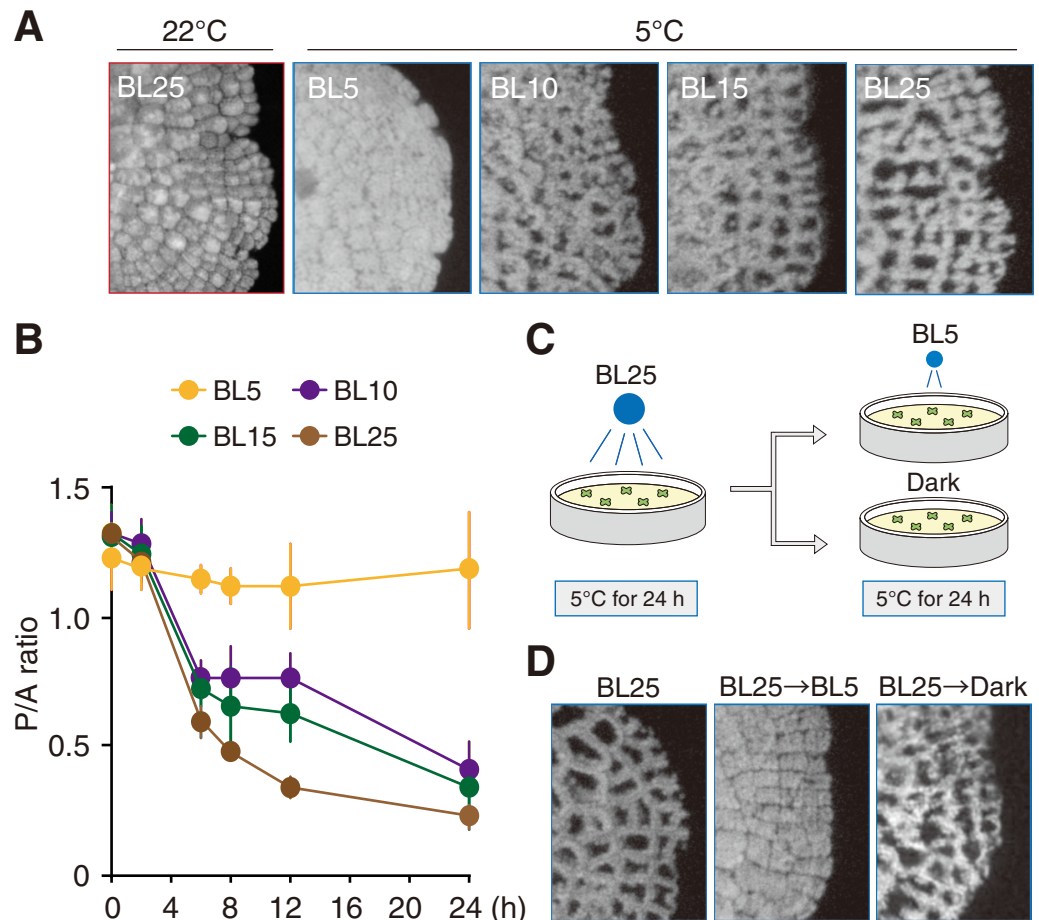 A
22°C
5°C
BL25
BL5
BL10
BL15
BL25
B
BL5
BL10
BL15
BL25
P/A ratio
1.5
1.0
0.5
0
0 4 8 12 16 20 24 (h)
C
BL25
BL5
Dark
5°C for 24 h
5°C for 24 h
D
BL25
BL25→BL5
BL25→Dark